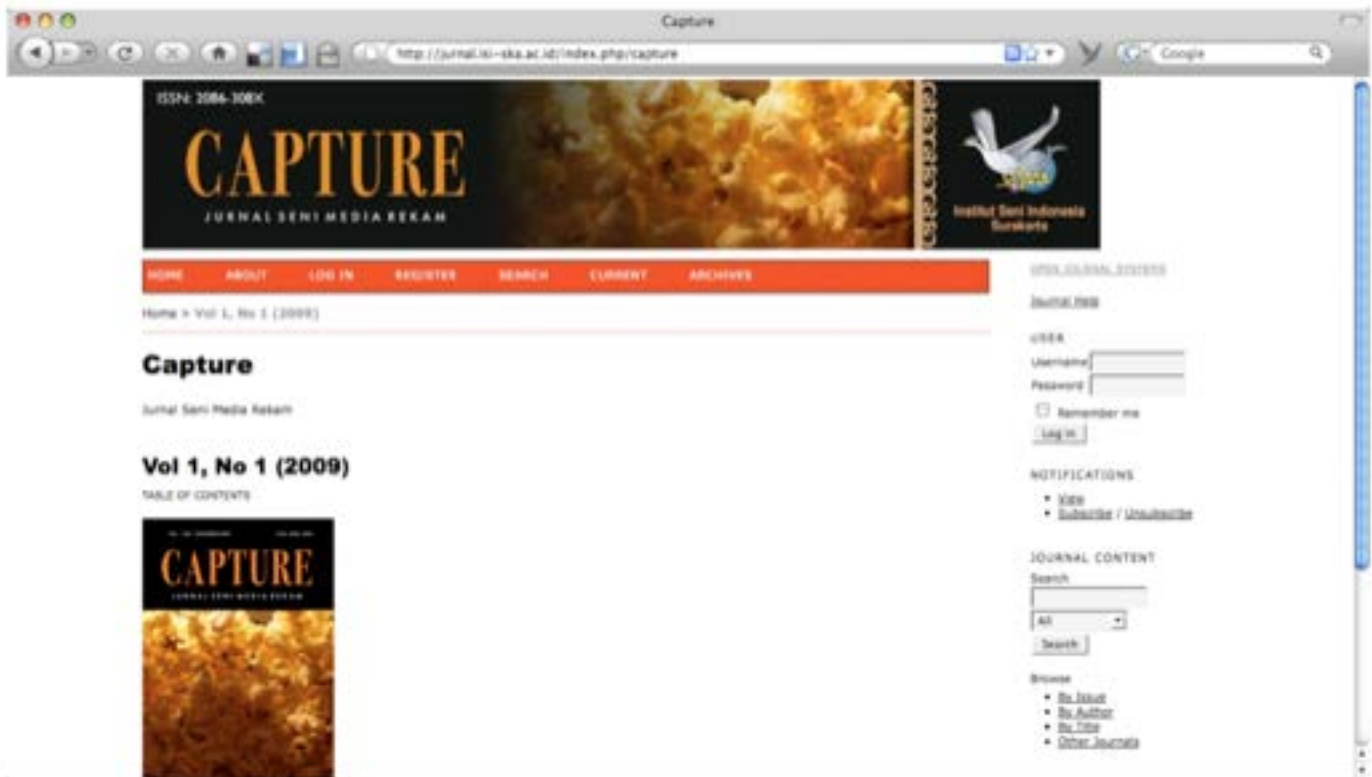 Capture
http://jurnal.isi-ska.ac.id/index.php/capture
Google
ISSN: 2086-308X
CAPTURE
JURNAL SENI MEDIA REKAM
Institut Seni Indonesia
Surakarta
HOME ABOUT LOG IN REGISTER SEARCH CURRENT ARCHIVES
Home > Vol 1, No 1 (2009)
Capture
Jurnal Seni Media Rekam
Vol 1, No 1 (2009)
TABLE OF CONTENTS
CAPTURE
JURNAL SENI MEDIA REKAM
OPEN JOURNAL SYSTEMS
Journal Help
USER
Username
Password
Remember me
Log In
NOTIFICATIONS
View
Subscribe / Unsubscribe
JOURNAL CONTENT
Search
All
Search
Browse
By Issue
By Author
By Title
Other Journals